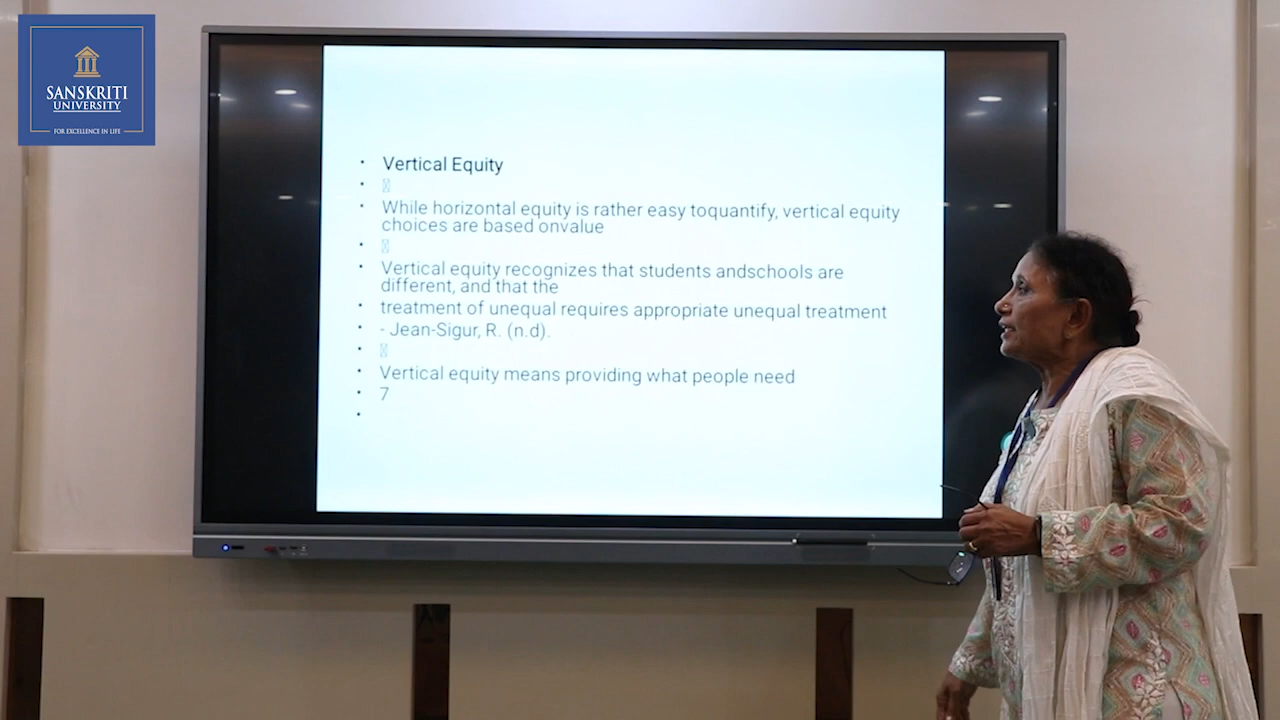 SANSKRITI
UNIVERSITY
FOR EXCELLENCE IN LIFE
• Vertical Equity
•
• While horizontal equity is rather easy toquantify, vertical equity
choices are based onvalue
•
• Vertical equity recognizes that students andschools are
different, and that the
• treatment of unequal requires appropriate unequal treatment
• - Jean-Sigur, R. (n.d).
•
• Vertical equity means providing what people need
• 7
•